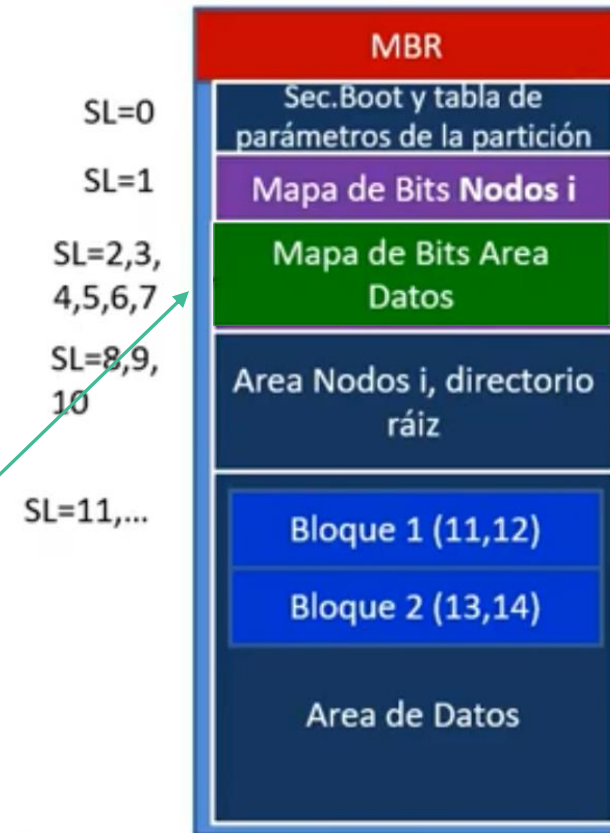 MBR
SL=0
Sec.Boot y tabla de
parámetros de la partición
SL=1
Mapa de Bits Nodos i
SL=2,3,
4,5,6,7
Mapa de Bits Area
Datos
SL=8,9,
10
Area Nodos i, directorio
ráiz
SL=11,...
Bloque 1 (11,12)
Bloque 2 (13,14)
Area de Datos